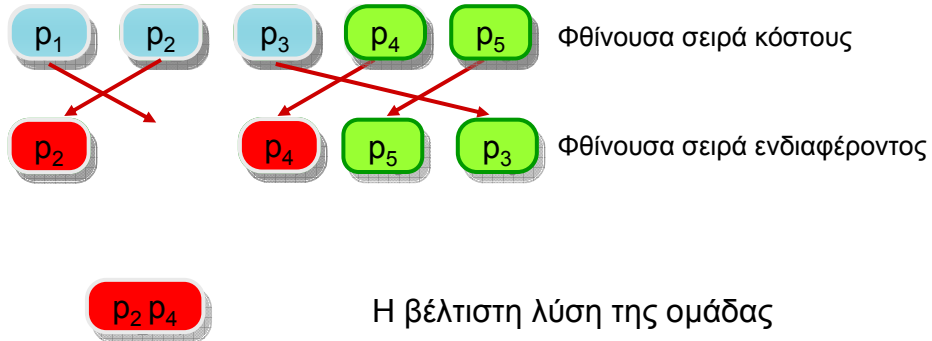 p₁ p₂ p₃ p₄ p₅ Φθίνουσα σειρά κόστους
p₂ p₄ p₅ p₃ Φθίνουσα σειρά ενδιαφέροντος
p₂ p₄ Η βέλτιστη λύση της ομάδας